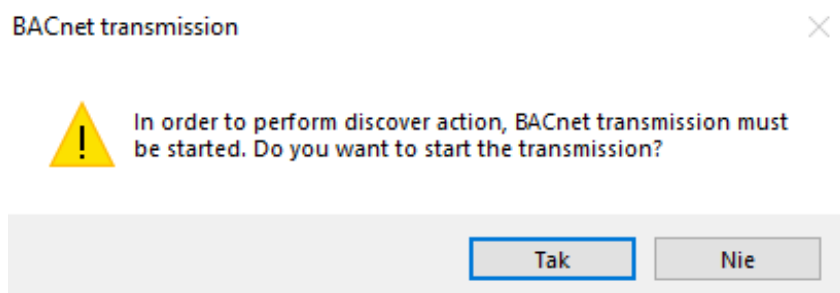 BACnet transmission
In order to perform discover action, BACnet transmission must
be started. Do you want to start the transmission?
Tak
Nie